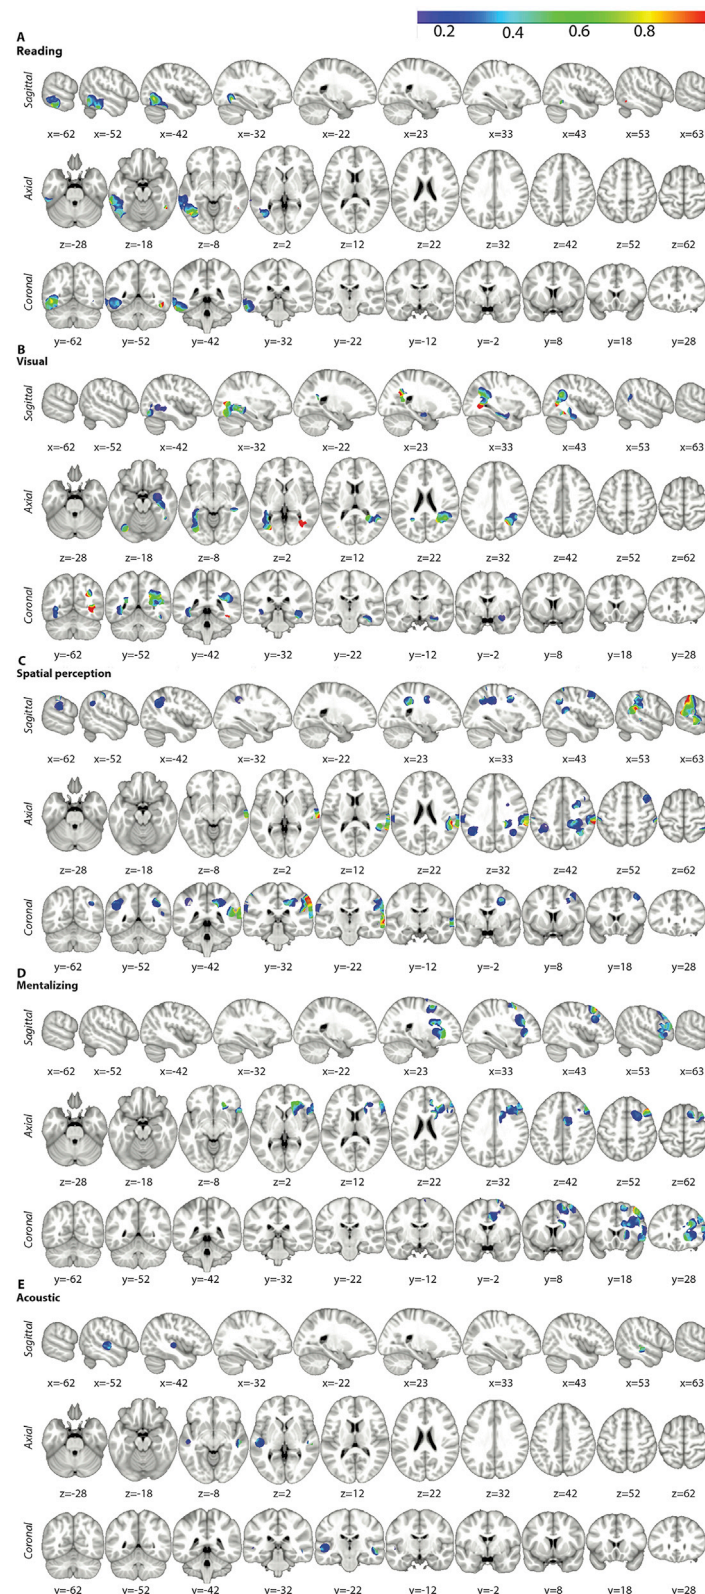 0.2 0.4 0.6 0.8
A
Reading
Sagittal
x=-62 x=-52 x=-42 x=-32 x=-22 x=23 x=33 x=43 x=53 x=63
Axial
z=-28 z=-18 z=-8 z=2 z=12 z=22 z=32 z=42 z=52 z=62
Coronal
y=-62 y=-52 y=-42 y=-32 y=-22 y=-12 y=-2 y=8 y=18 y=28
B
Visual
Sagittal
x=-62 x=-52 x=-42 x=-32 x=-22 x=23 x=33 x=43 x=53 x=63
Axial
z=-28 z=-18 z=-8 z=2 z=12 z=22 z=32 z=42 z=52 z=62
Coronal
y=-62 y=-52 y=-42 y=-32 y=-22 y=-12 y=-2 y=8 y=18 y=28
C
Spatial perception
Sagittal
x=-62 x=-52 x=-42 x=-32 x=-22 x=23 x=33 x=43 x=53 x=63
Axial
z=-28 z=-18 z=-8 z=2 z=12 z=22 z=32 z=42 z=52 z=62
Coronal
y=-62 y=-52 y=-42 y=-32 y=-22 y=-12 y=-2 y=8 y=18 y=28
D
Mentalizing
Sagittal
x=-62 x=-52 x=-42 x=-32 x=-22 x=23 x=33 x=43 x=53 x=63
Axial
z=-28 z=-18 z=-8 z=2 z=12 z=22 z=32 z=42 z=52 z=62
Coronal
y=-62 y=-52 y=-42 y=-32 y=-22 y=-12 y=-2 y=8 y=18 y=28
E
Acoustic
Sagittal
x=-62 x=-52 x=-42 x=-32 x=-22 x=23 x=33 x=43 x=53 x=63
Axial
z=-28 z=-18 z=-8 z=2 z=12 z=22 z=32 z=42 z=52 z=62
Coronal
y=-62 y=-52 y=-42 y=-32 y=-22 y=-12 y=-2 y=8 y=18 y=28